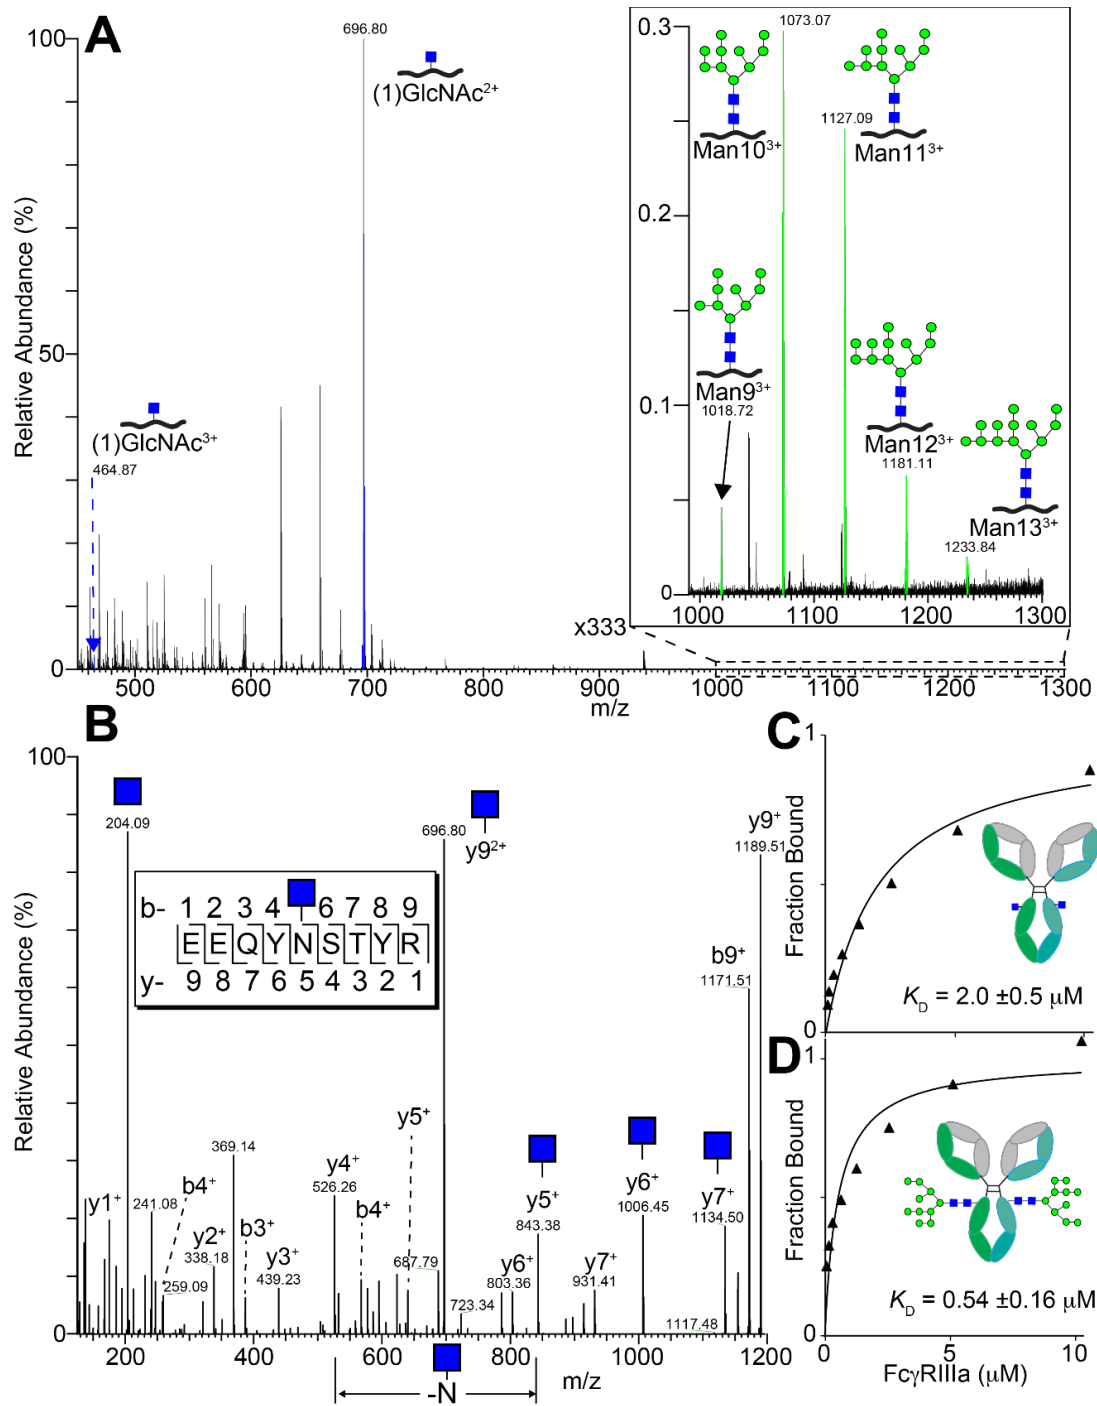 A
100
50
0
Relative Abundance (%)
696.80
(1)GlcNAc2+
(1)GlcNAc3+
464.87
500 600 700 800 900 1000 1100 1200 1300
m/z
x333
0.3
0.2
0.1
0
1073.07
Man103+
1127.09
Man113+
Man93+
1018.72
Man123+
1181.11
Man133+
1233.84
1000 1100 1200 1300
B
100
50
0
Relative Abundance (%)
204.09
696.80
y92+
y9+
1189.51
b9+
1171.51
b- 1 2 3 4 6 7 8 9
E E Q Y N S T Y R
y- 9 8 7 6 5 4 3 2 1
y1+
241.08
b4+
259.09
y2+
338.18
369.14
b3+
y3+
439.23
y4+
526.26
b4+
y5+
687.79
723.34
y6+
803.36
y5+
843.38
y7+
931.41
y6+
1006.45
y7+
1134.50
1117.48
200 400 600 800 1000 1200
-N
m/z
C
1
0
Fraction Bound
KD = 2.0 ±0.5 μM
5 10
D
1
0
Fraction Bound
KD = 0.54 ±0.16 μM
0 5 10
FcγRIIIa (μM)